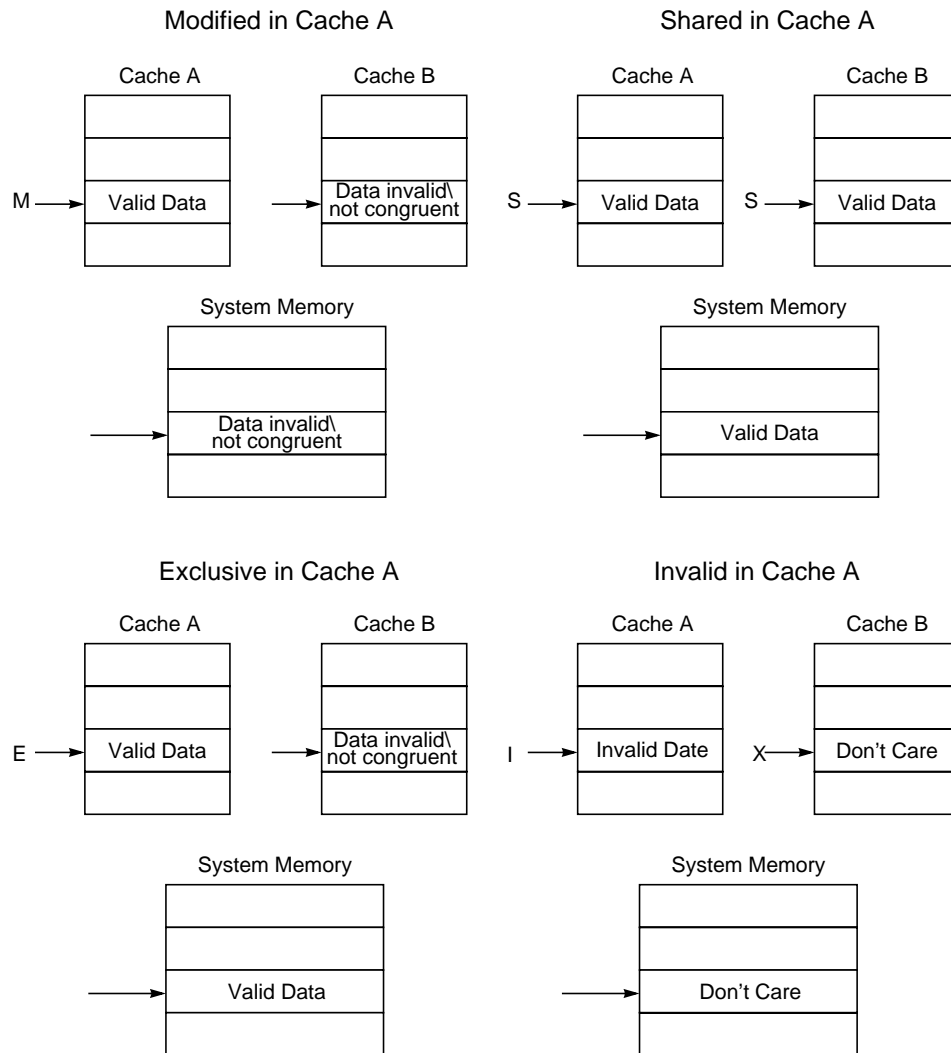 Modified in Cache A
Shared in Cache A
Cache A
Cache B
Cache A
Cache B
M
Valid Data
Data invalid\
not congruent
S
Valid Data
S
Valid Data
System Memory
System Memory
Data invalid\
not congruent
Valid Data
Exclusive in Cache A
Invalid in Cache A
Cache A
Cache B
Cache A
Cache B
E
Valid Data
Data invalid\
not congruent
I
Invalid Date
X
Don't Care
System Memory
System Memory
Valid Data
Don't Care